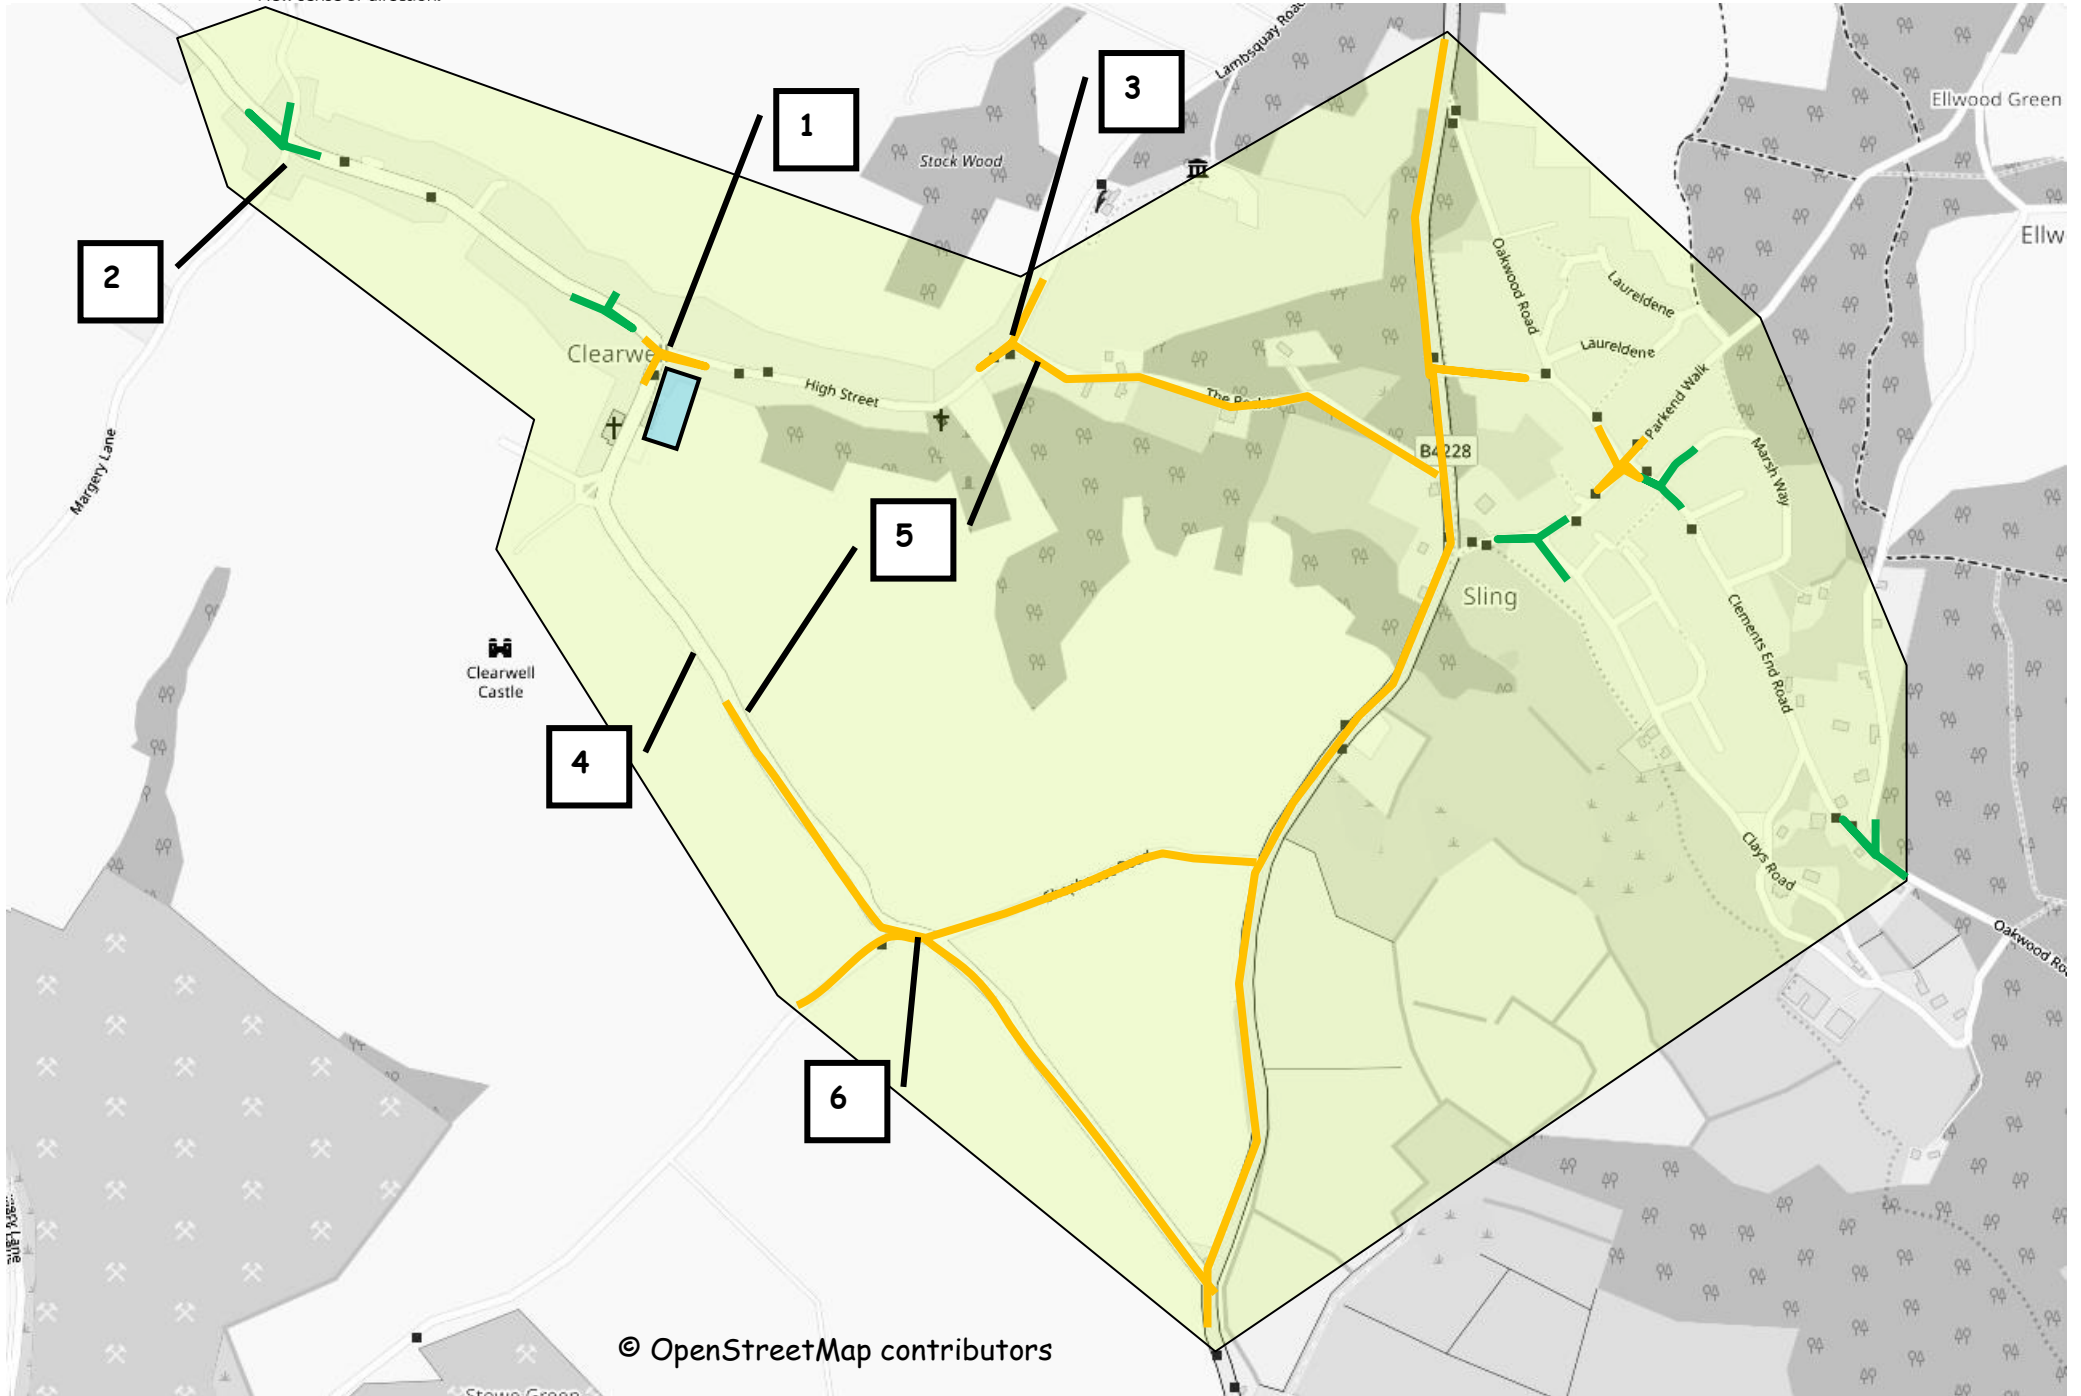 Lambsquay Road
3
1
Ellwood Green
Stock Wood
Ellw
2
Oakwood Road
Laureldene
Clearwell
Laureldene
High Street
The Rocks
Parkend Walk
B4228
Margery Lane
Marsh Way
5
Sling
Clearwell
Castle
Clements End Road
4
Clays Road
Oakwood Ro
6
© OpenStreetMap contributors
Stowe Green